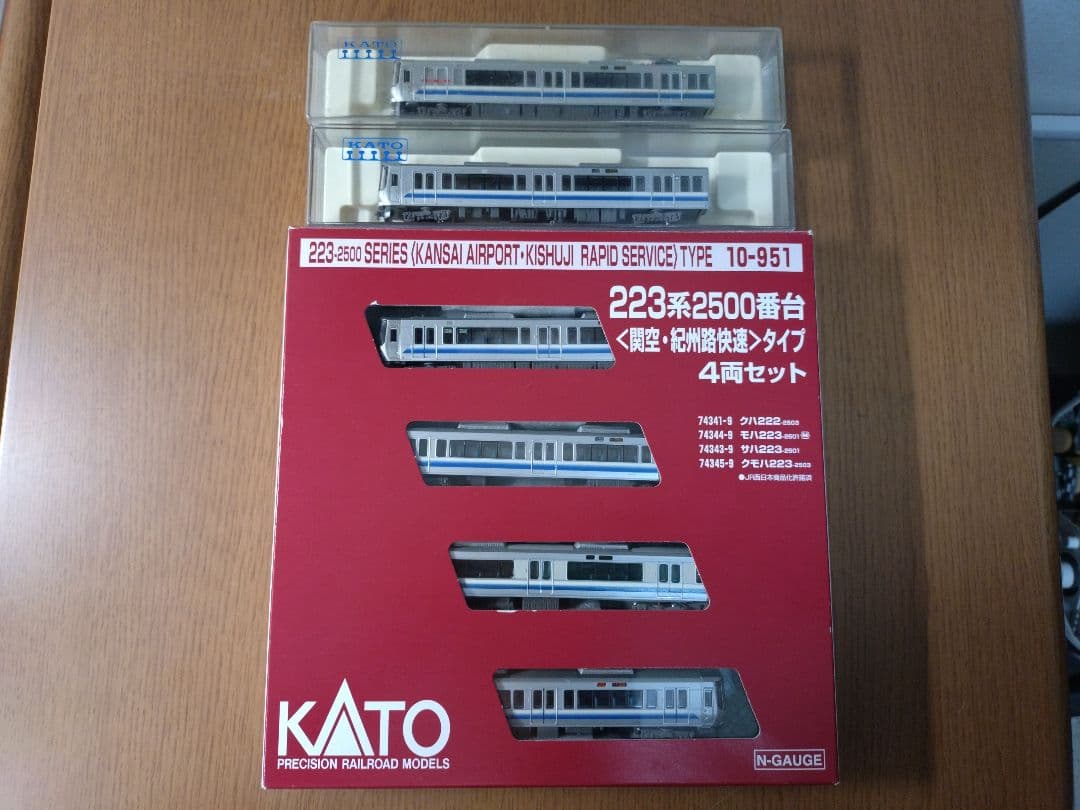 KATO
KATO
223-2500 SERIES〈KANSAI AIRPORT・KISHUJI RAPID SERVICE〉TYPE 10-951
223系2500番台
〈関空・紀州路快速〉タイプ
4両セット
74341-9 クハ222-2503
74344-9 モハ223-2501Ⓜ
74343-9 サハ223-2501
74345-9 クモハ223-2503
●JR西日本商品化許諾済
KATO
PRECISION RAILROAD MODELS
N-GAUGE